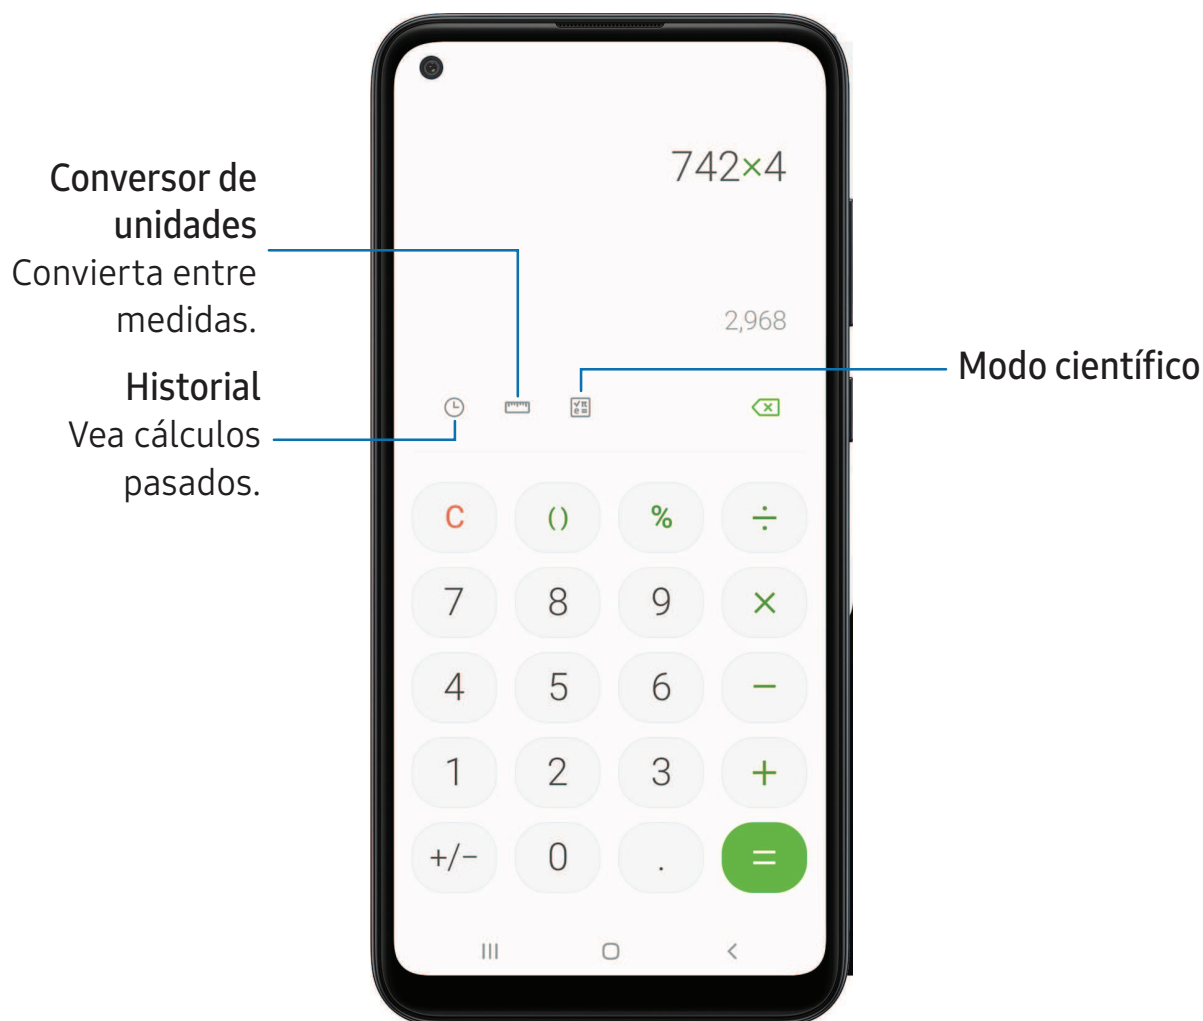 742×4
Conversor de
unidades
Convierta entre
medidas.
2,968
Historial
Vea cálculos
pasados.
Modo científico
√π
e =
C () % ÷
7 8 9 ×
4 5 6 −
1 2 3 +
+/− 0 . =